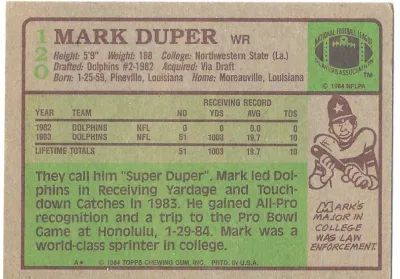 120
MARK DUPER WR
Height: 5'9" Weight: 188 College: Northwestern State (La.)
Drafted: Dolphins #2-1982 Acquired: Via Draft
Born: 1-25-59, Pineville, Louisiana Home: Moreauville, Louisiana
NATIONAL FOOTBALL LEAGUE
PLAYERS ASSOCIATION
TM
© 1984 NFLPA
RECEIVING RECORD
YEAR TEAM NO YDS AVG TDS
1982 DOLPHINS NFL 0 0 0.0 0
1983 DOLPHINS NFL 51 1003 19.7 10
LIFETIME TOTALS 51 1003 19.7 10
They call him "Super Duper". Mark led Dol-
phins in Receiving Yardage and Touch-
down Catches in 1983. He gained All-Pro
recognition and a trip to the Pro Bowl
Game at Honolulu, 1-29-84. Mark was a
world-class sprinter in college.
MARK'S
MAJOR IN
COLLEGE
WAS LAW
ENFORCEMENT.
A★ © 1984 TOPPS CHEWING GUM, INC. PRTD. IN U.S.A.